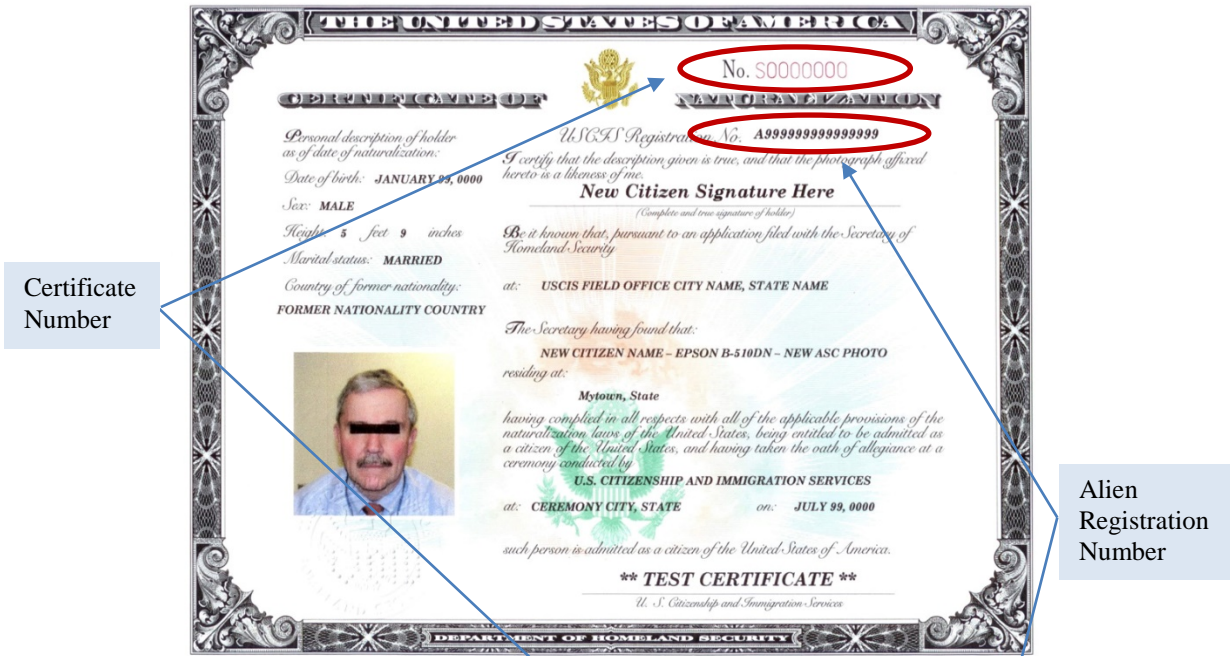 THE UNITED STATES OF AMERICA
No. S0000000
CERTIFICATE OF NATURALIZATION
Personal description of holder
as of date of naturalization:
Date of birth: JANUARY 99, 0000
Sex: MALE
Height: 5 feet 9 inches
Marital status: MARRIED
Country of former nationality:
FORMER NATIONALITY COUNTRY
USCIS Registration No. A999999999999999
I certify that the description given is true, and that the photograph affixed
hereto is a likeness of me.
New Citizen Signature Here
(Complete and true signature of holder)
Be it known that, pursuant to an application filed with the Secretary of
Homeland Security
at: USCIS FIELD OFFICE CITY NAME, STATE NAME
The Secretary having found that:
NEW CITIZEN NAME – EPSON B-510DN – NEW ASC PHOTO
residing at:
Mytown, State
having complied in all respects with all of the applicable provisions of the
naturalization laws of the United States, being entitled to be admitted as
a citizen of the United States, and having taken the oath of allegiance at a
ceremony conducted by
U.S. CITIZENSHIP AND IMMIGRATION SERVICES
at: CEREMONY CITY, STATE on: JULY 99, 0000
such person is admitted as a citizen of the United States of America.
** TEST CERTIFICATE **
U. S. Citizenship and Immigration Services
DEPARTMENT OF HOMELAND SECURITY
Certificate
Number
Alien
Registration
Number